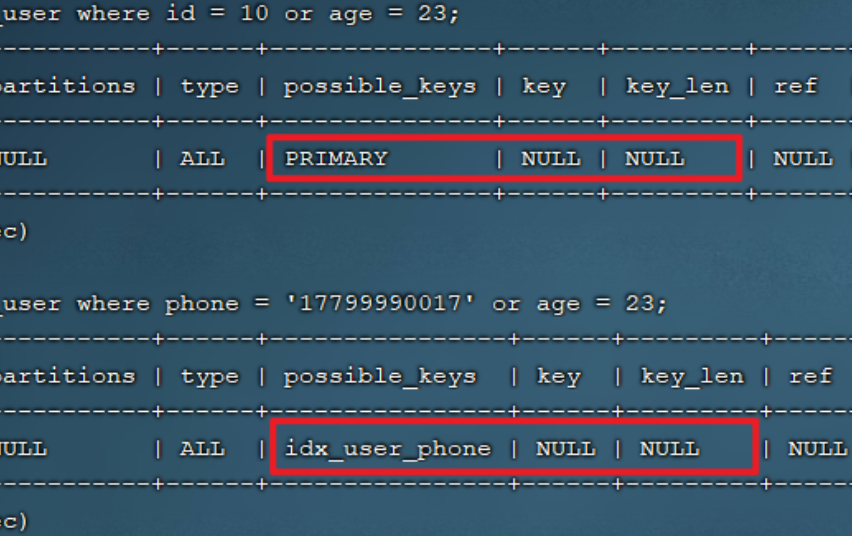 _user where id = 10 or age = 23;
-----------+------+---------------+------+---------+------
partitions | type | possible_keys | key  | key_len | ref
-----------+------+---------------+------+---------+------
NULL       | ALL  | PRIMARY       | NULL | NULL    | NULL
-----------+------+---------------+------+---------+------
ec)
_user where phone = '17799990017' or age = 23;
-----------+------+----------------+------+---------+-----
partitions | type | possible_keys  | key  | key_len | ref
-----------+------+----------------+------+---------+-----
NULL       | ALL  | idx_user_phone | NULL | NULL    | NULL
-----------+------+----------------+------+---------+-----
ec)